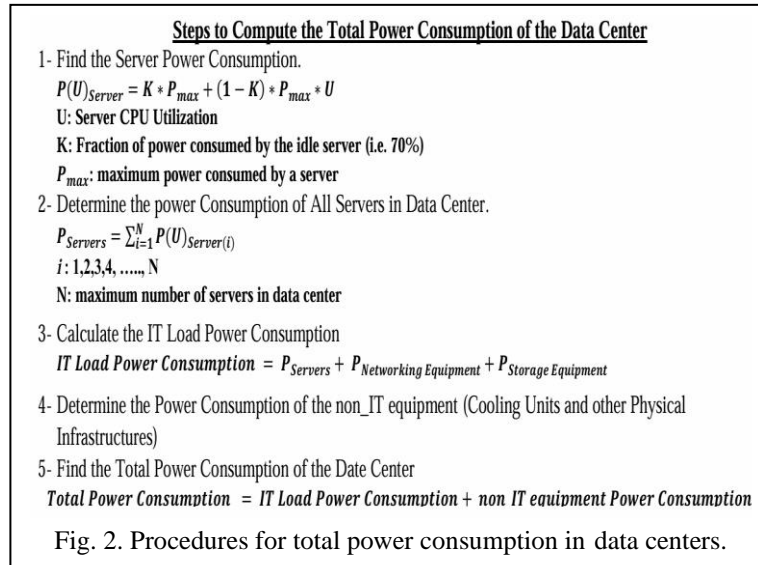 Steps to Compute the Total Power Consumption of the Data Center
1- Find the Server Power Consumption.
P(U)Server = K * Pmax + (1 − K) * Pmax * U
U: Server CPU Utilization
K: Fraction of power consumed by the idle server (i.e. 70%)
Pmax: maximum power consumed by a server
2- Determine the power Consumption of All Servers in Data Center.
PServers = ∑_{i=1}^{N} P(U)Server(i)
i : 1,2,3,4, ....., N
N: maximum number of servers in data center
3- Calculate the IT Load Power Consumption
IT Load Power Consumption = PServers + PNetworking Equipment + PStorage Equipment
4- Determine the Power Consumption of the non_IT equipment (Cooling Units and other Physical
Infrastructures)
5- Find the Total Power Consumption of the Date Center
Total Power Consumption = IT Load Power Consumption + non IT equipment Power Consumption
Fig. 2. Procedures for total power consumption in data centers.